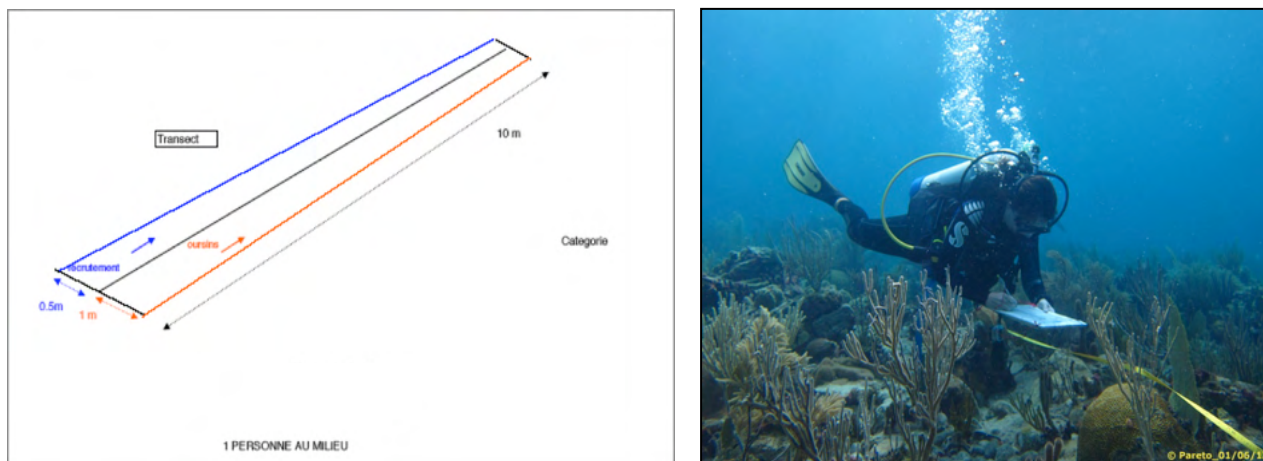 Transect
10 m
oursins
Categorie
recrutement
0.5m
1 m
1 PERSONNE AU MILIEU
© Pareto_01/06/1